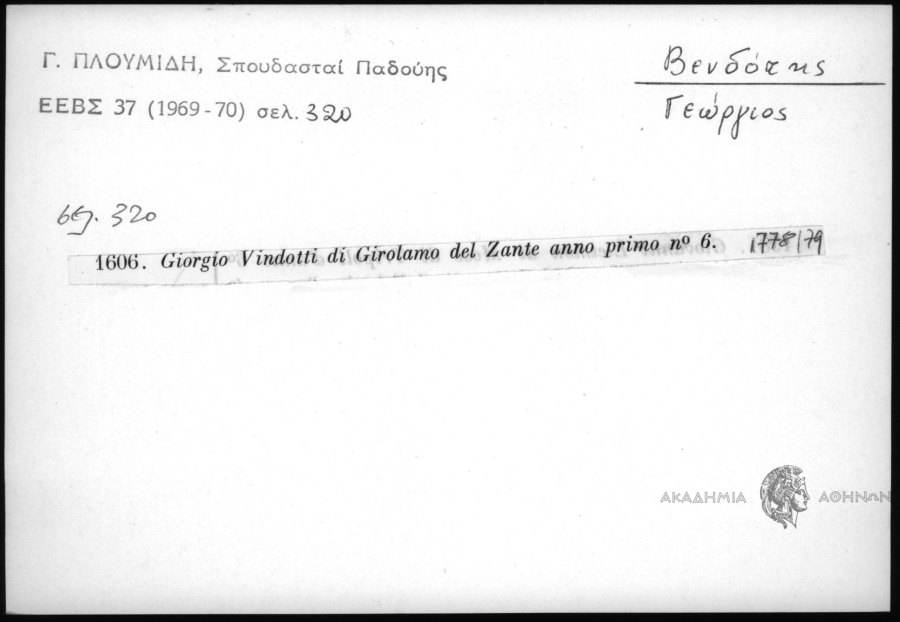 Γ. ΠΛΟΥΜΙΔΗ, Σπουδασταί Παδούης
ΕΕΒΣ 37 (1969-70) σελ. 320
Βενδότης
Γεώργιος
σελ. 320
1606. Giorgio Vindotti di Girolamo del Zante anno primo nº 6. 1778/79
ΑΚΑΔΗΜΙΑ ΑΘΗΝΩΝ